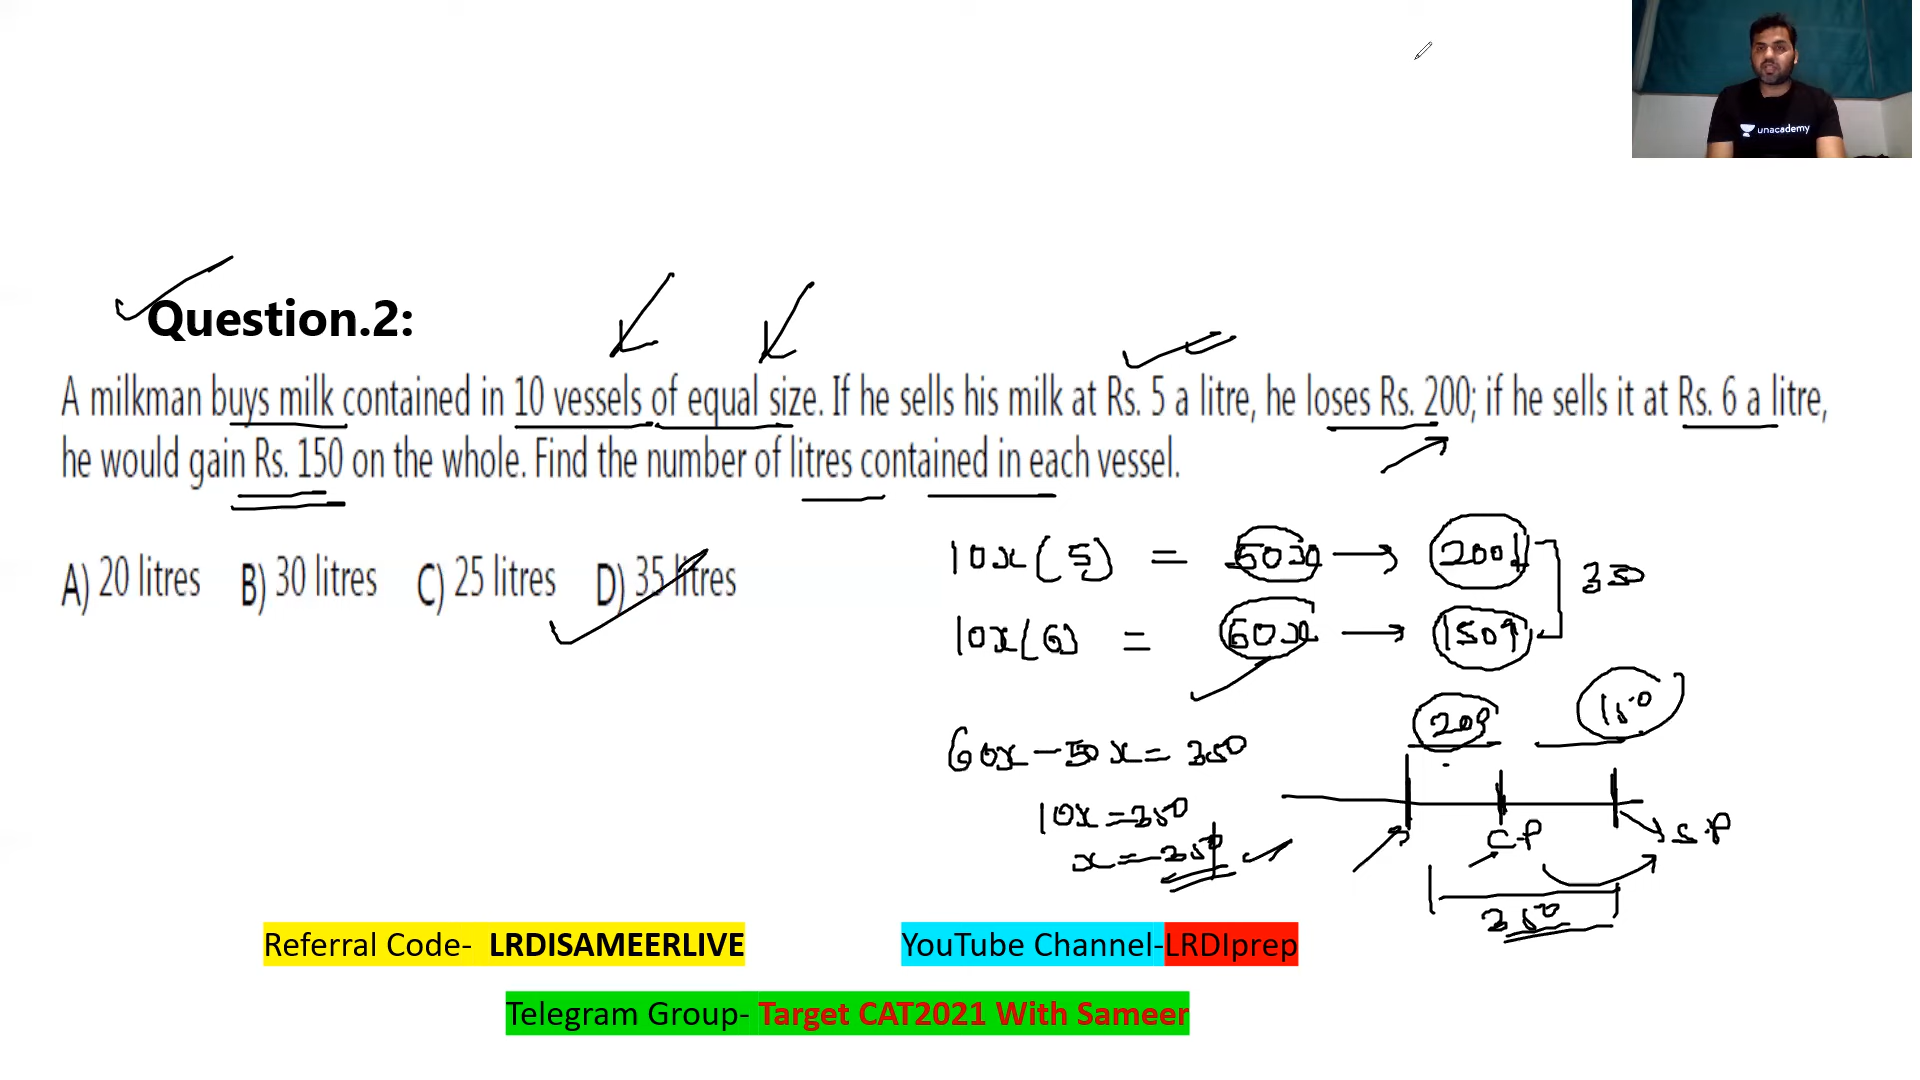 unacademy
Question.2:
A milkman buys milk contained in 10 vessels of equal size. If he sells his milk at Rs. 5 a litre, he loses Rs. 200; if he sells it at Rs. 6 a litre,
he would gain Rs. 150 on the whole. Find the number of litres contained in each vessel.
A) 20 litres B) 30 litres C) 25 litres D) 35 litres
10x(5) = 50x → 200 ] 350
10x(6) = 60x → 150
200 150
60x-50x=350
10x=350
C.P S.P
x=
350
Referral Code- LRDISAMEERLIVE YouTube Channel-LRDIprep
Telegram Group- Target CAT2021 With Sameer